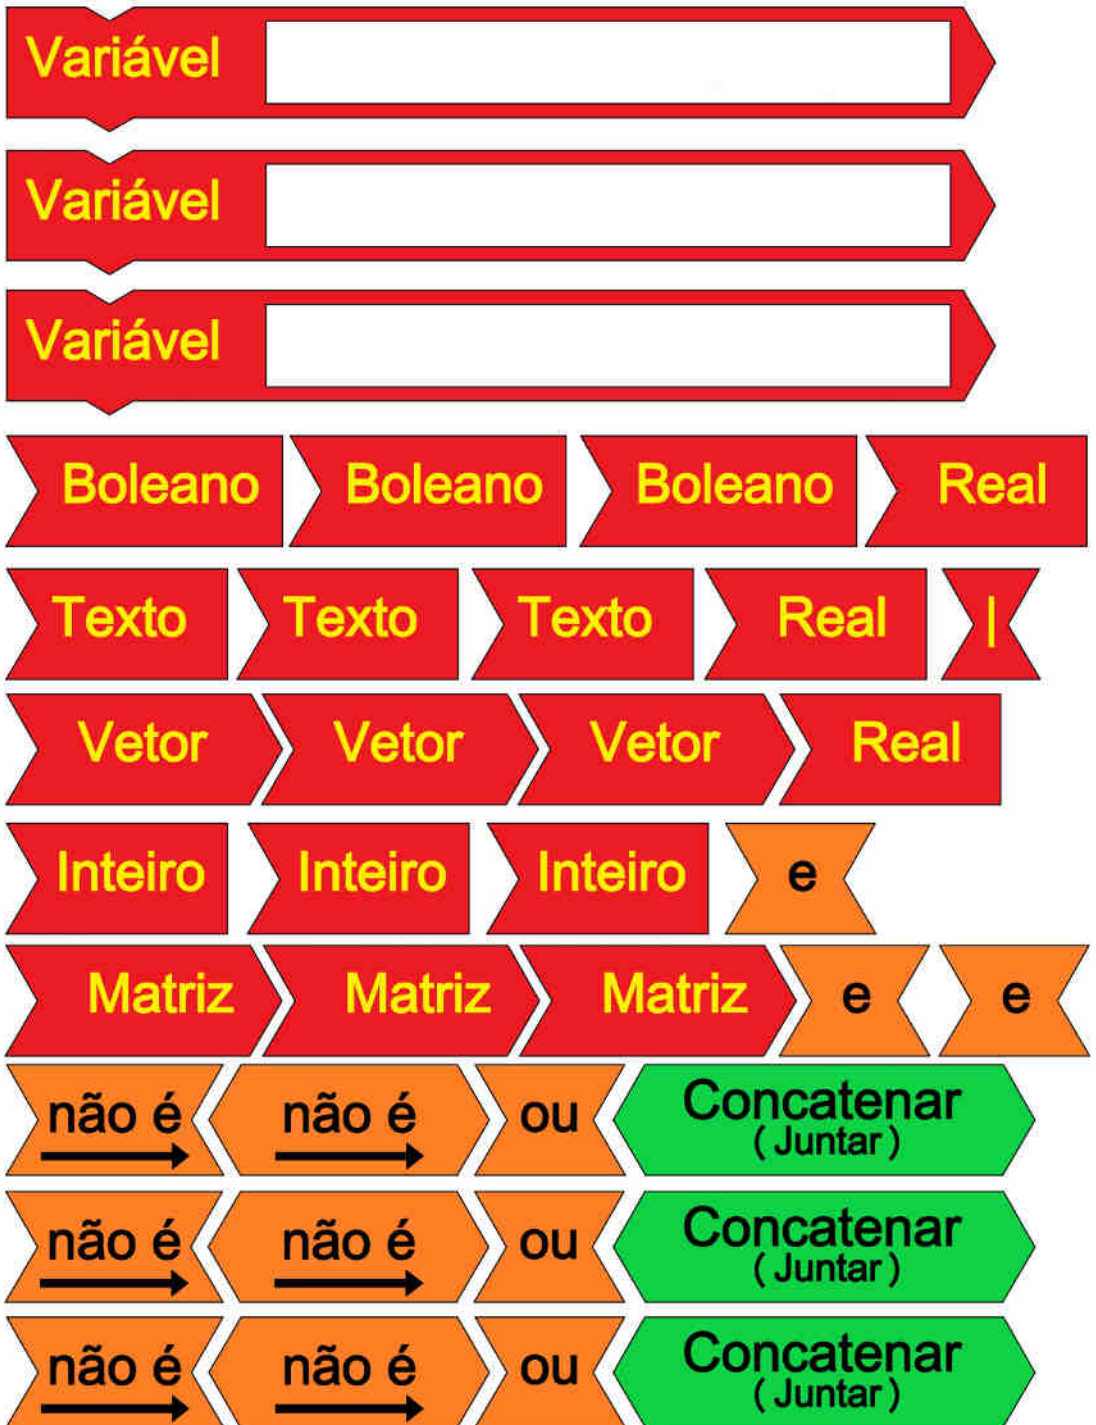 Variável
Variável
Variável
Boleano Boleano Boleano Real
Texto Texto Texto Real |
Vetor Vetor Vetor Real
Inteiro Inteiro Inteiro e
Matriz Matriz Matriz e e
não é não é ou Concatenar
(Juntar)
não é não é ou Concatenar
(Juntar)
não é não é ou Concatenar
(Juntar)